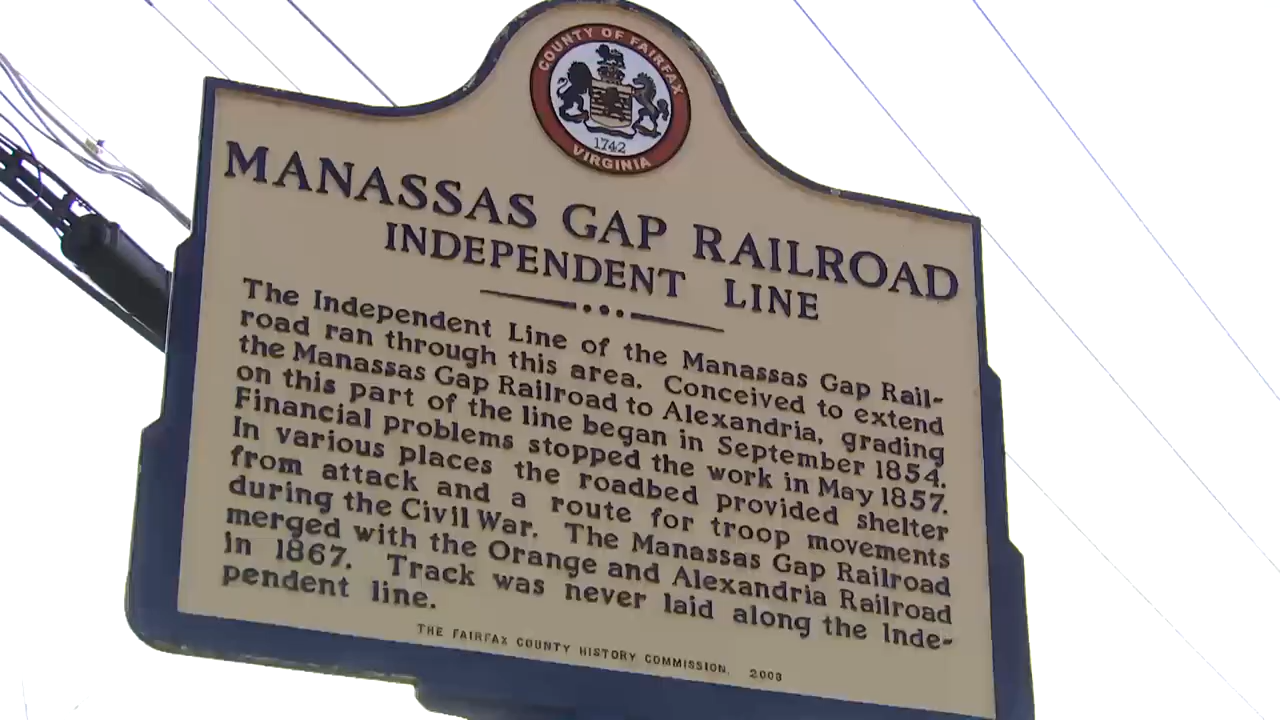 COUNTY OF FAIRFAX
1742
VIRGINIA
MANASSAS GAP RAILROAD
INDEPENDENT LINE
The Independent Line of the Manassas Gap Rail-
road ran through this area. Conceived to extend
the Manassas Gap Railroad to Alexandria, grading
on this part of the line began in September 1854.
Financial problems stopped the work in May 1857.
In various places the roadbed provided shelter
from attack and a route for troop movements
during the Civil War. The Manassas Gap Railroad
merged with the Orange and Alexandria Railroad
in 1867. Track was never laid along the Inde-
pendent line.
THE FAIRFAX COUNTY HISTORY COMMISSION, 2008